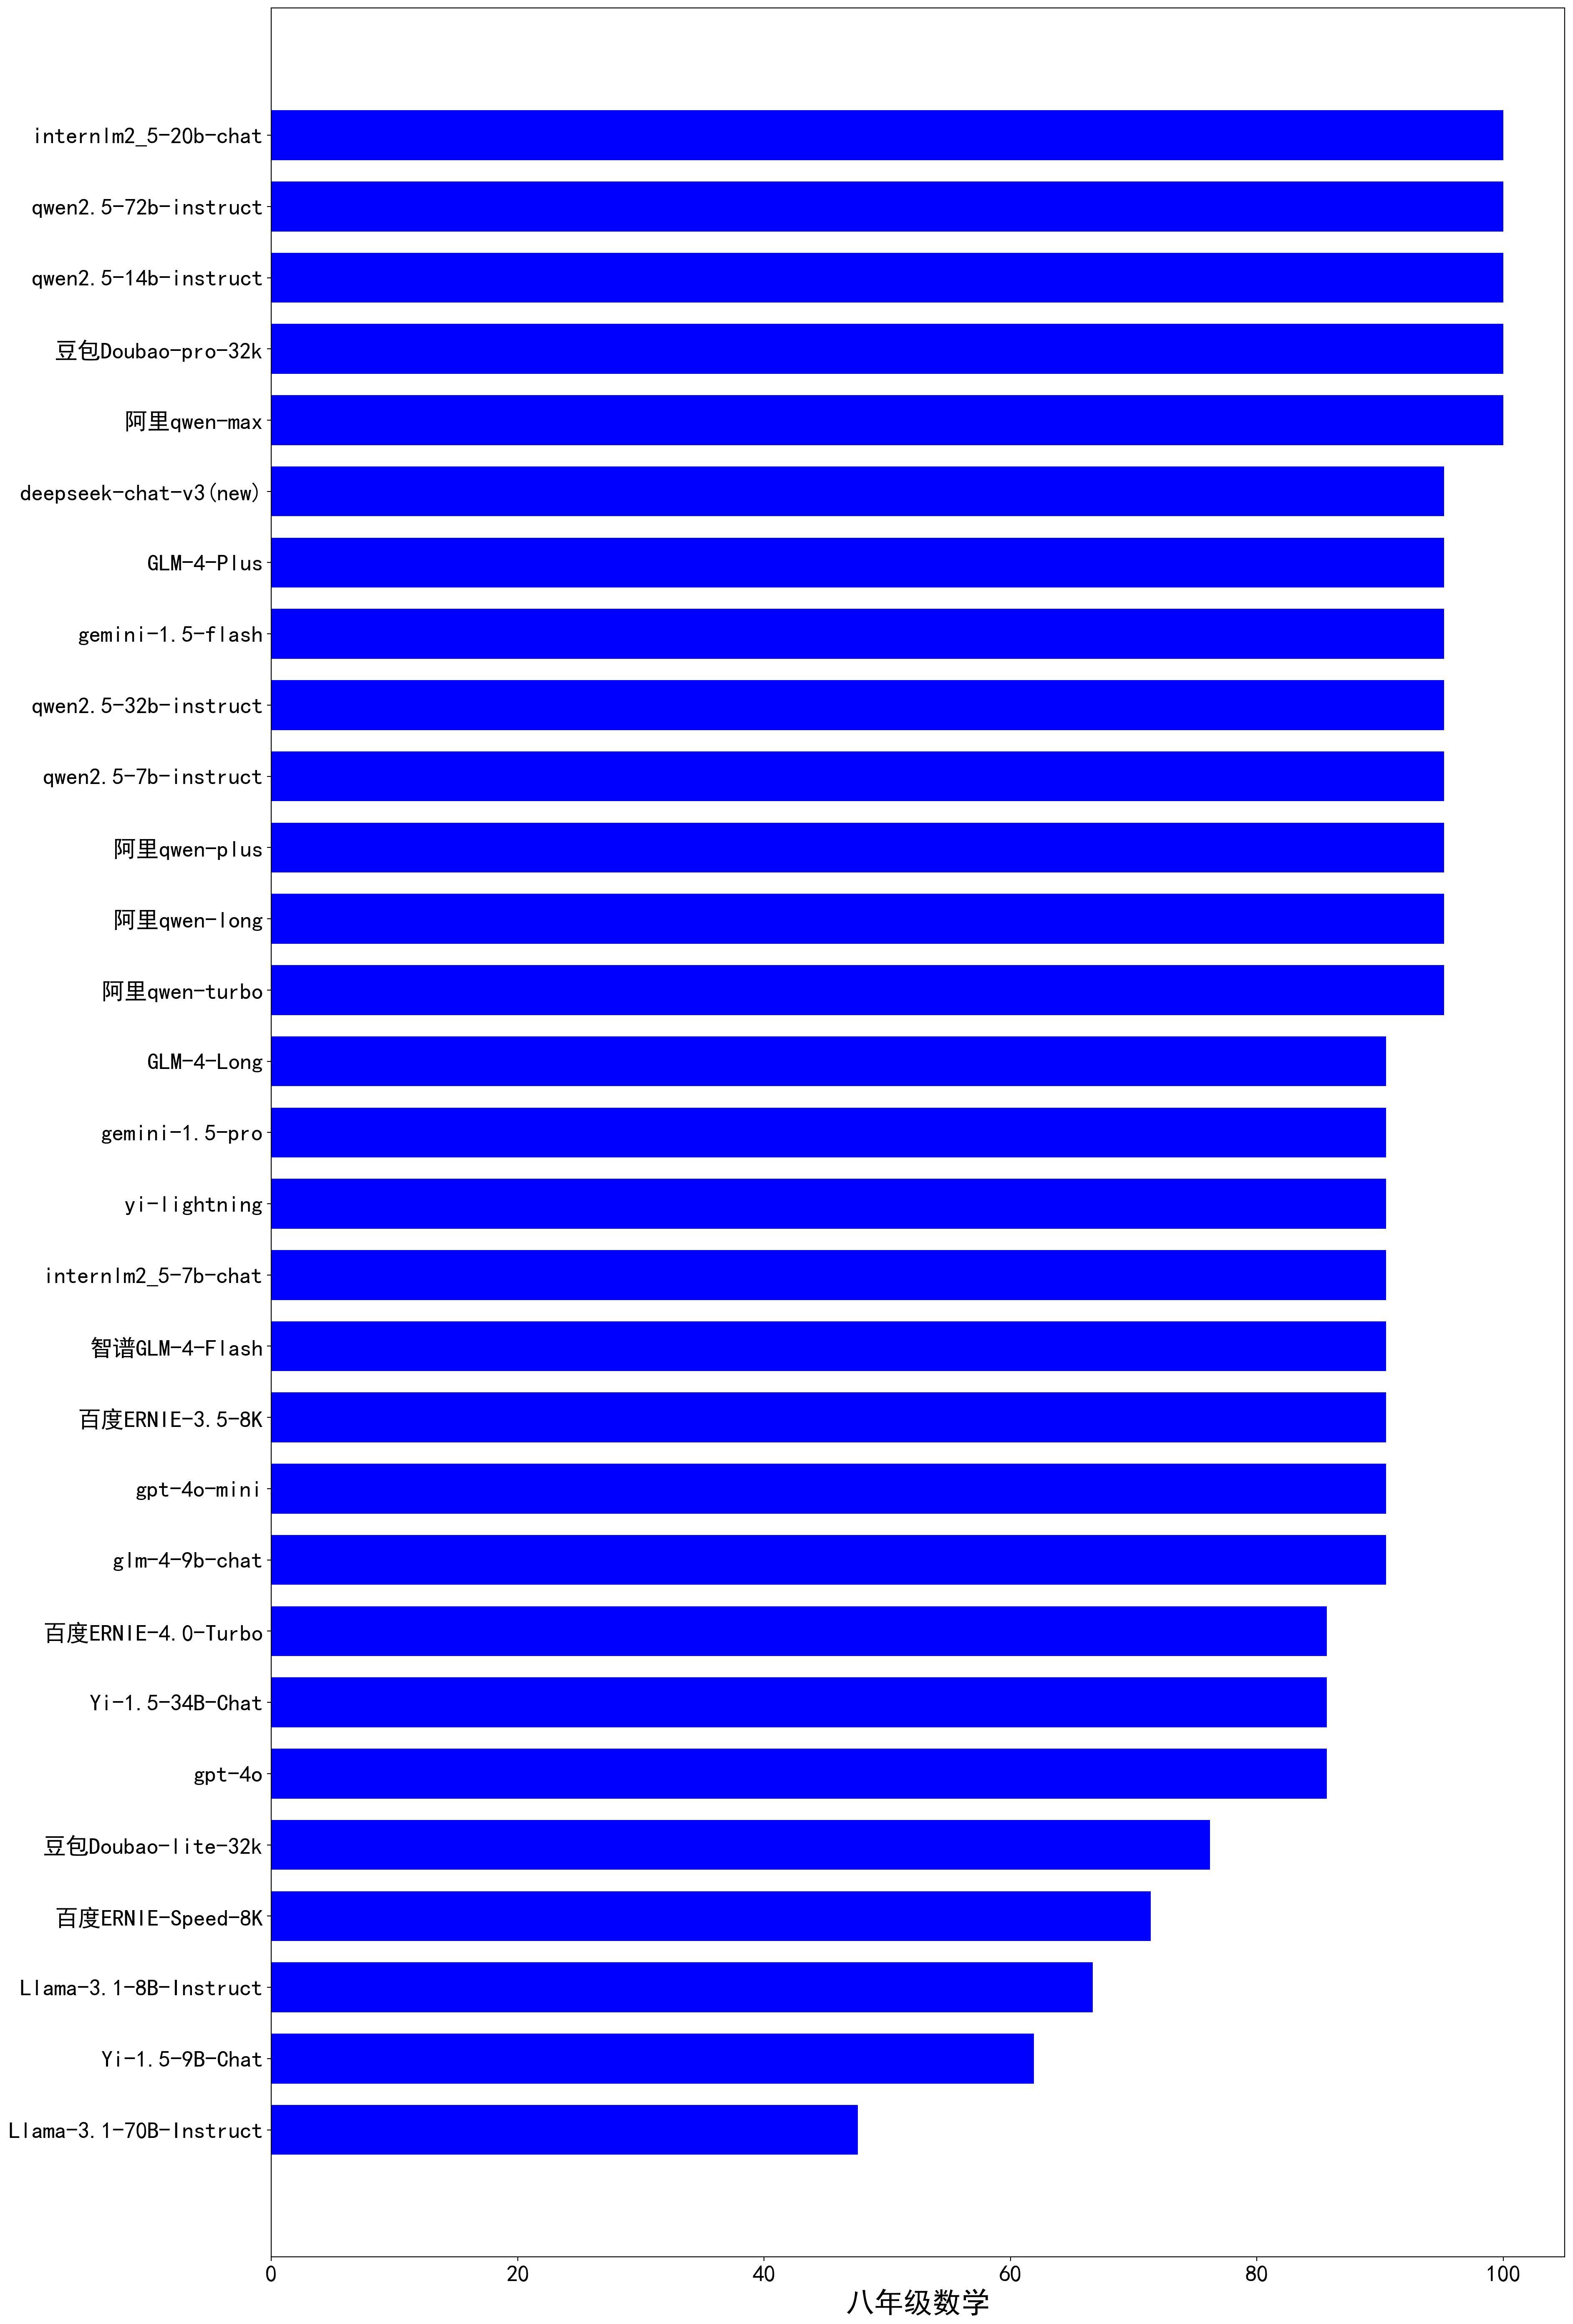 internlm2_5-20b-chat
qwen2.5-72b-instruct
qwen2.5-14b-instruct
豆包Doubao-pro-32k
阿里qwen-max
deepseek-chat-v3(new)
GLM-4-Plus
gemini-1.5-flash
qwen2.5-32b-instruct
qwen2.5-7b-instruct
阿里qwen-plus
阿里qwen-long
阿里qwen-turbo
GLM-4-Long
gemini-1.5-pro
yi-lightning
internlm2_5-7b-chat
智谱GLM-4-Flash
百度ERNIE-3.5-8K
gpt-4o-mini
glm-4-9b-chat
百度ERNIE-4.0-Turbo
Yi-1.5-34B-Chat
gpt-4o
豆包Doubao-lite-32k
百度ERNIE-Speed-8K
Llama-3.1-8B-Instruct
Yi-1.5-9B-Chat
Llama-3.1-70B-Instruct
0 20 40 60 80 100
八年级数学